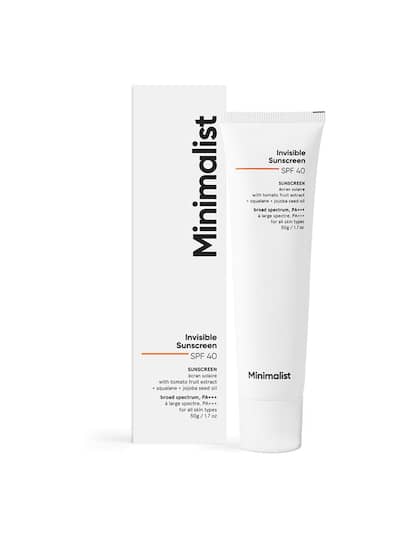 Minimalist
Invisible
Sunscreen
SPF 40
SUNSCREEN
écran solaire
with tomato fruit extract
+ squalane + jojoba seed oil
broad spectrum, PA+++
à large spectre, PA+++
for all skin types
50g / 1.7 oz
Invisible
Sunscreen
SPF 40
SUNSCREEN
écran solaire
with tomato fruit extract
+ squalane + jojoba seed oil
broad spectrum, PA+++
à large spectre, PA+++
for all skin types
50g / 1.7 oz
Minimalist